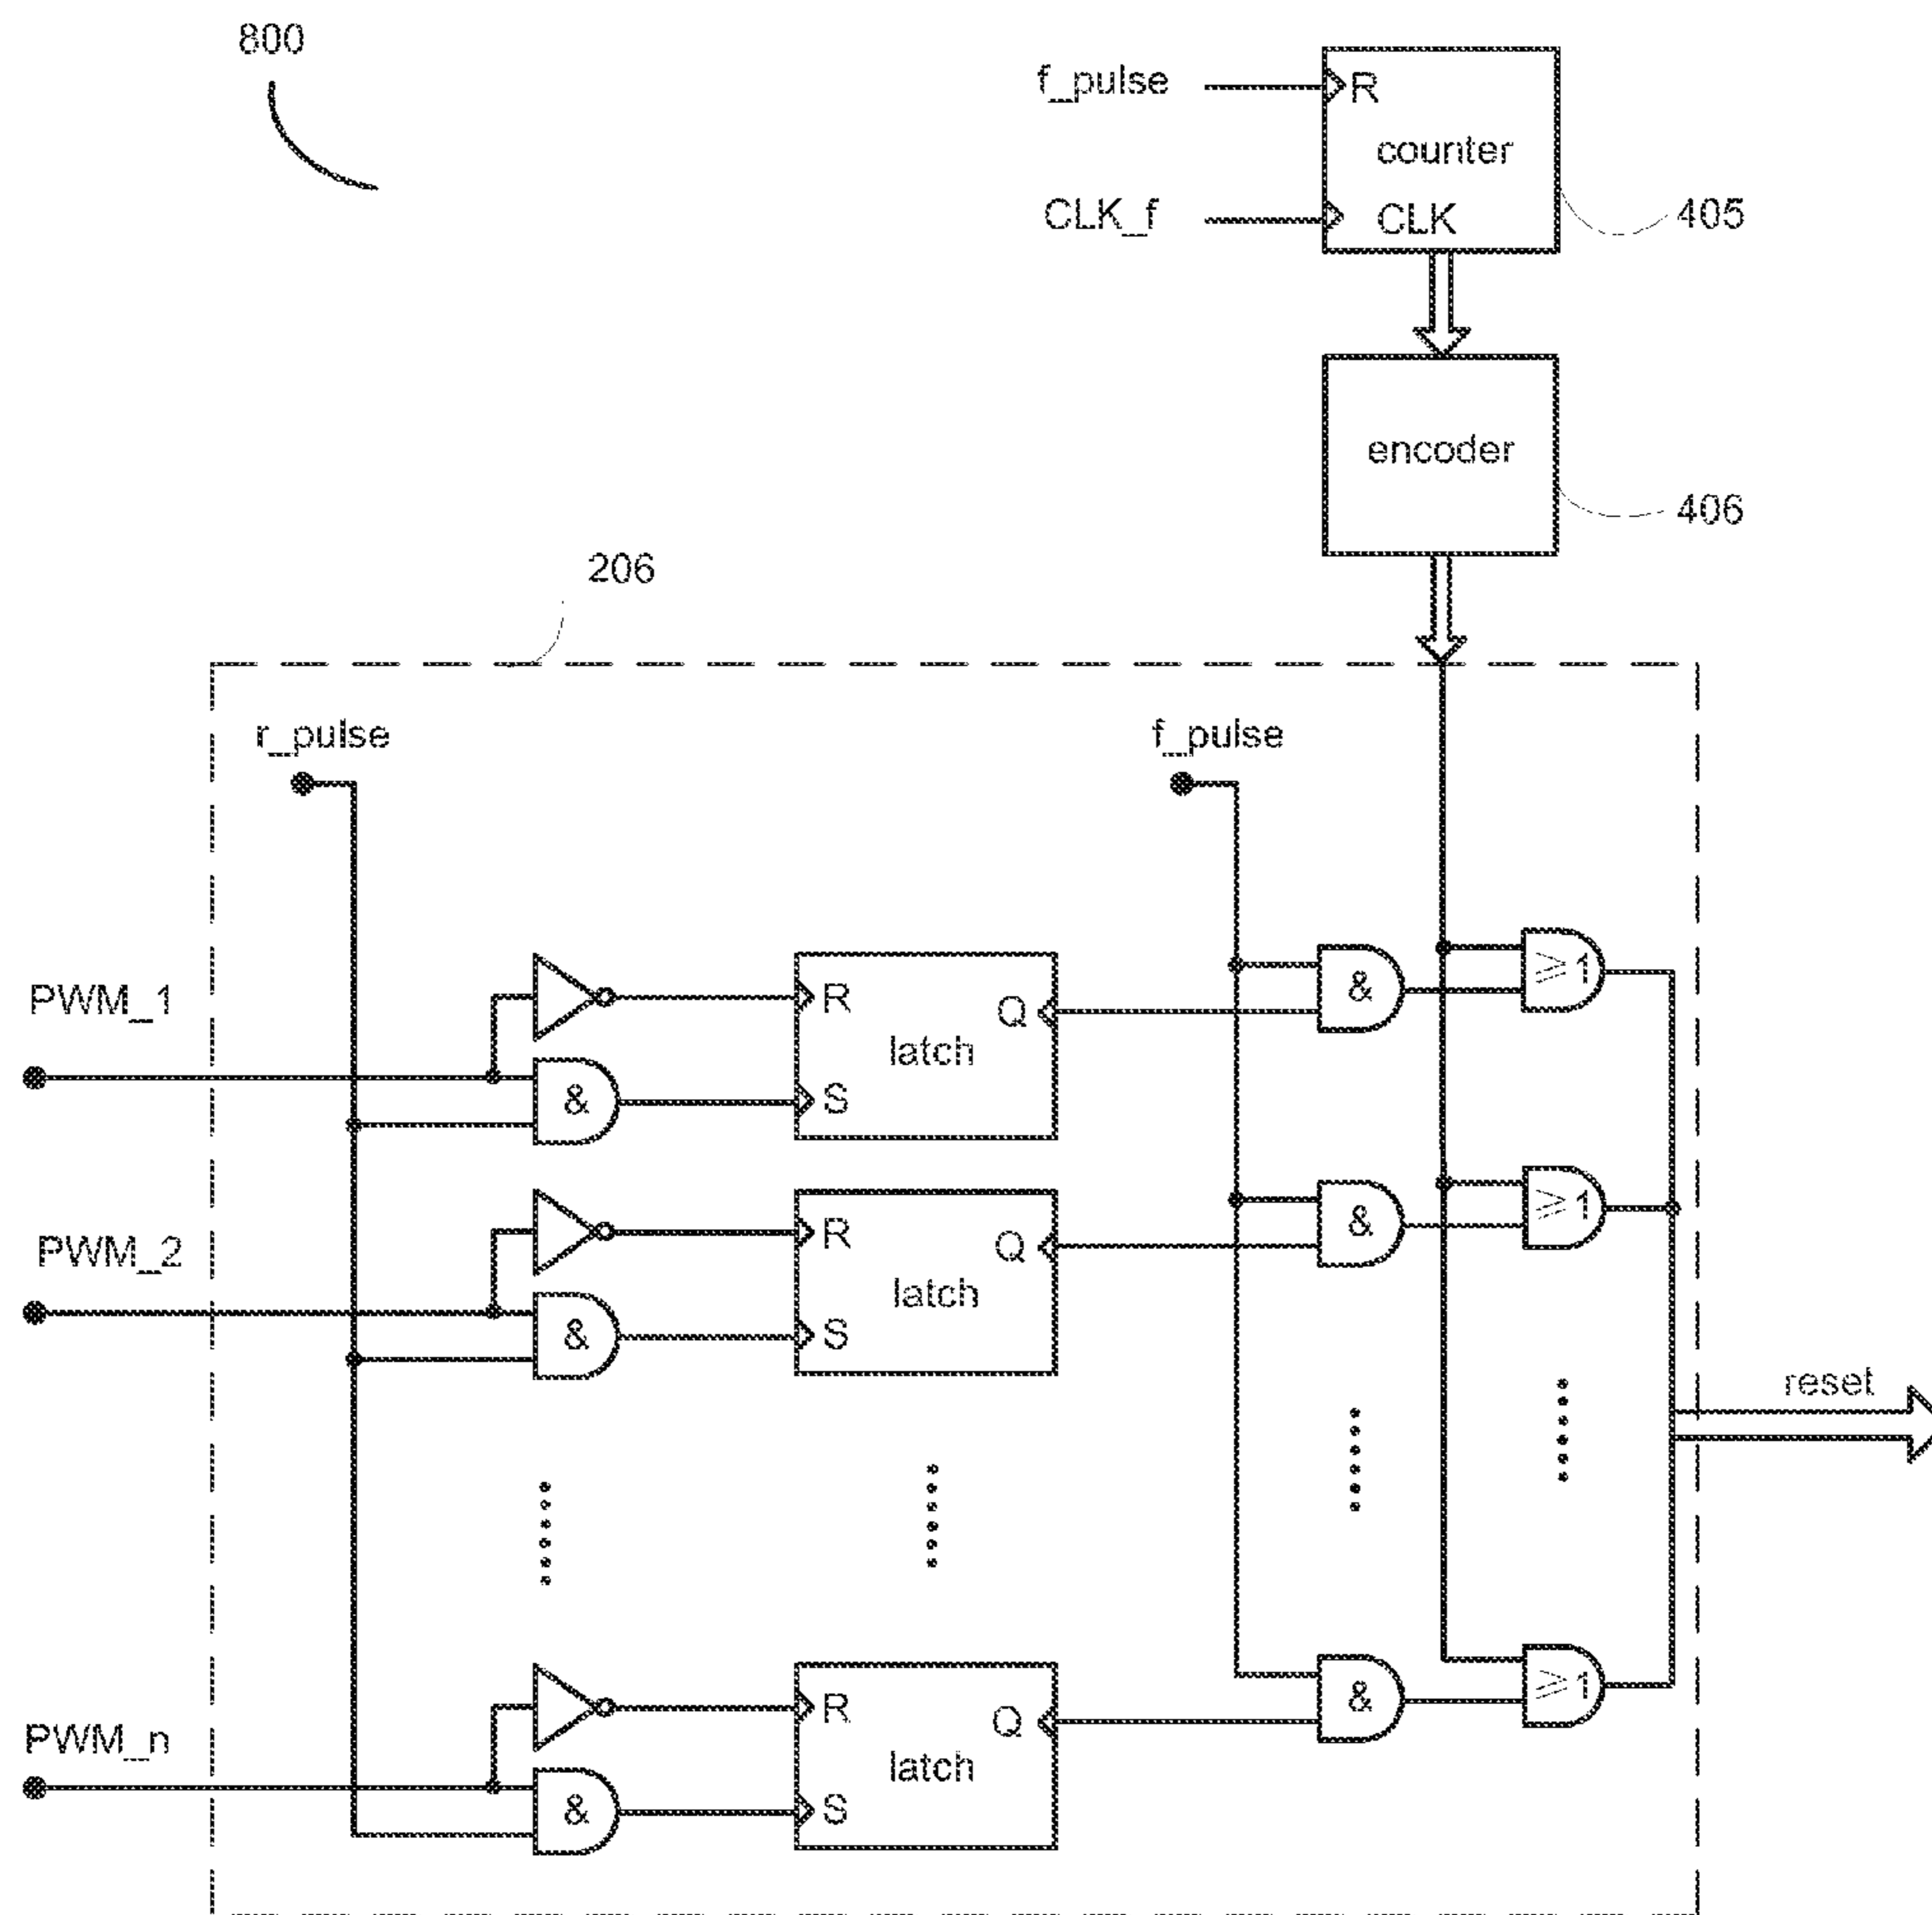 800
f_pulse
R
counter
CLK_f
CLK
405
encoder
406
206
r_pulse
f_pulse
PWM_1
R
Q
latch
&
S
&
≥1
PWM_2
R
Q
latch
&
S
&
≥1
reset
PWM_n
R
Q
latch
&
S
&
≥1